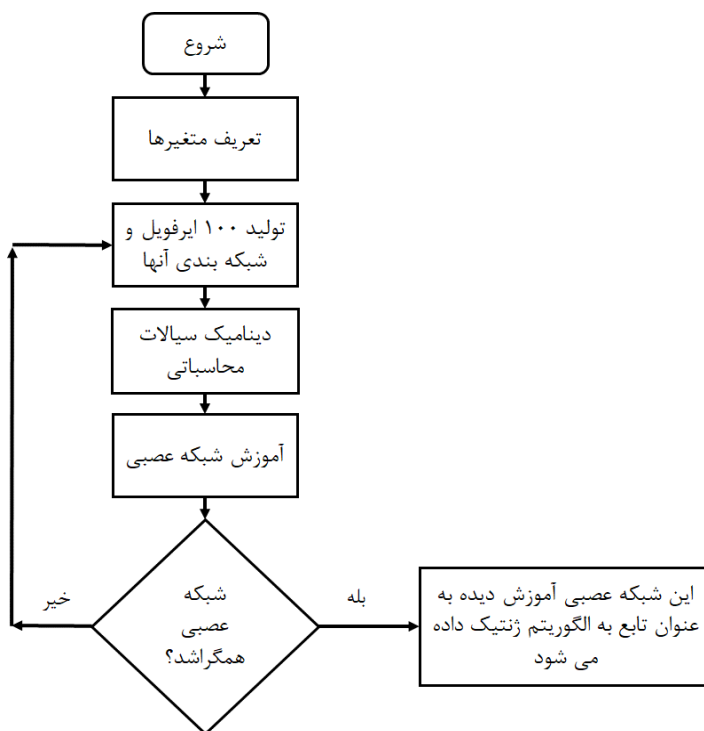 شروع
تعریف متغیرها
تولید ۱۰۰ ایرفویل و
شبکه بندی آنها
دینامیک سیالات
محاسباتی
آموزش شبکه عصبی
شبکه
عصبی
همگراشد؟
خیر
بله
این شبکه عصبی آموزش دیده به
عنوان تابع به الگوریتم ژنتیک داده
می شود